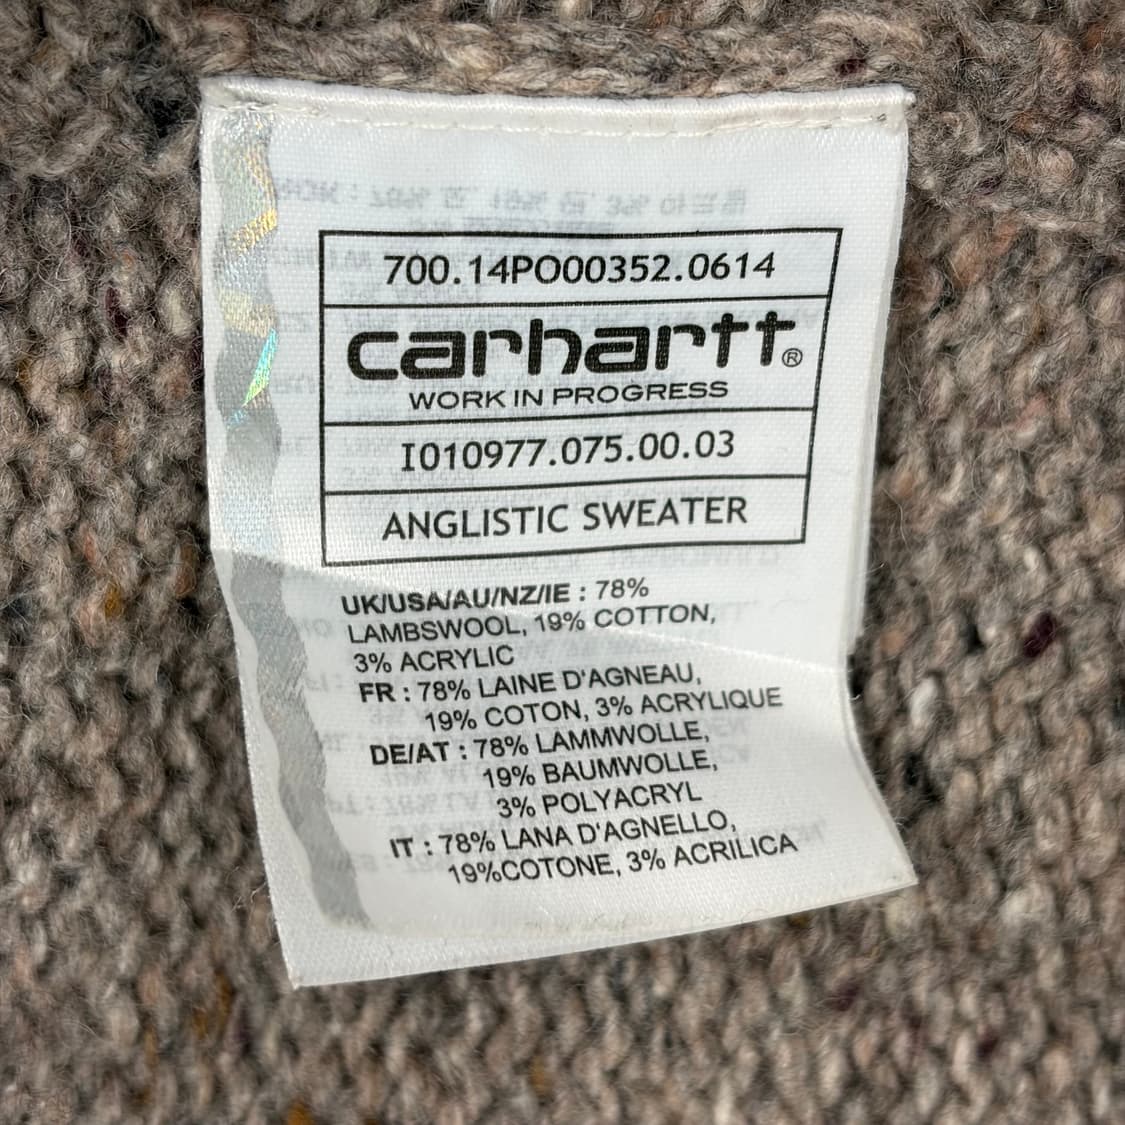 700.14PO00352.0614
carhartt®
WORK IN PROGRESS
I010977.075.00.03
ANGLISTIC SWEATER
UK/USA/AU/NZ/IE : 78%
LAMBSWOOL, 19% COTTON,
3% ACRYLIC
FR : 78% LAINE D'AGNEAU,
19% COTON, 3% ACRYLIQUE
DE/AT : 78% LAMMWOLLE,
19% BAUMWOLLE,
3% POLYACRYL
IT : 78% LANA D'AGNELLO,
19%COTONE, 3% ACRILICA